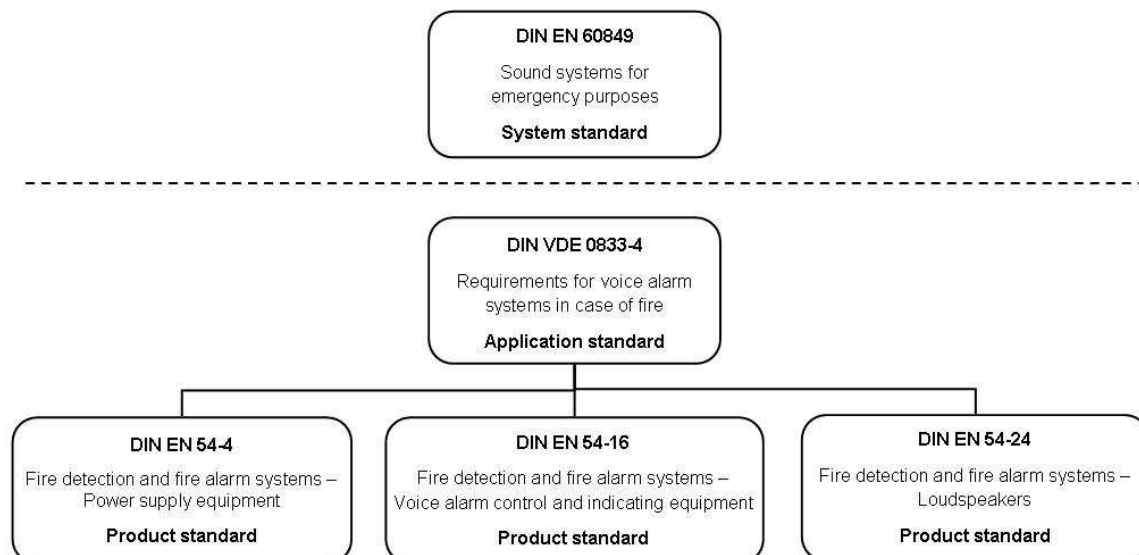 DIN EN 60849
Sound systems for
emergency purposes
System standard
DIN VDE 0833-4
Requirements for voice alarm
systems in case of fire
Application standard
DIN EN 54-4
Fire detection and fire alarm systems –
Power supply equipment
Product standard
DIN EN 54-16
Fire detection and fire alarm systems –
Voice alarm control and indicating equipment
Product standard
DIN EN 54-24
Fire detection and fire alarm systems –
Loudspeakers
Product standard